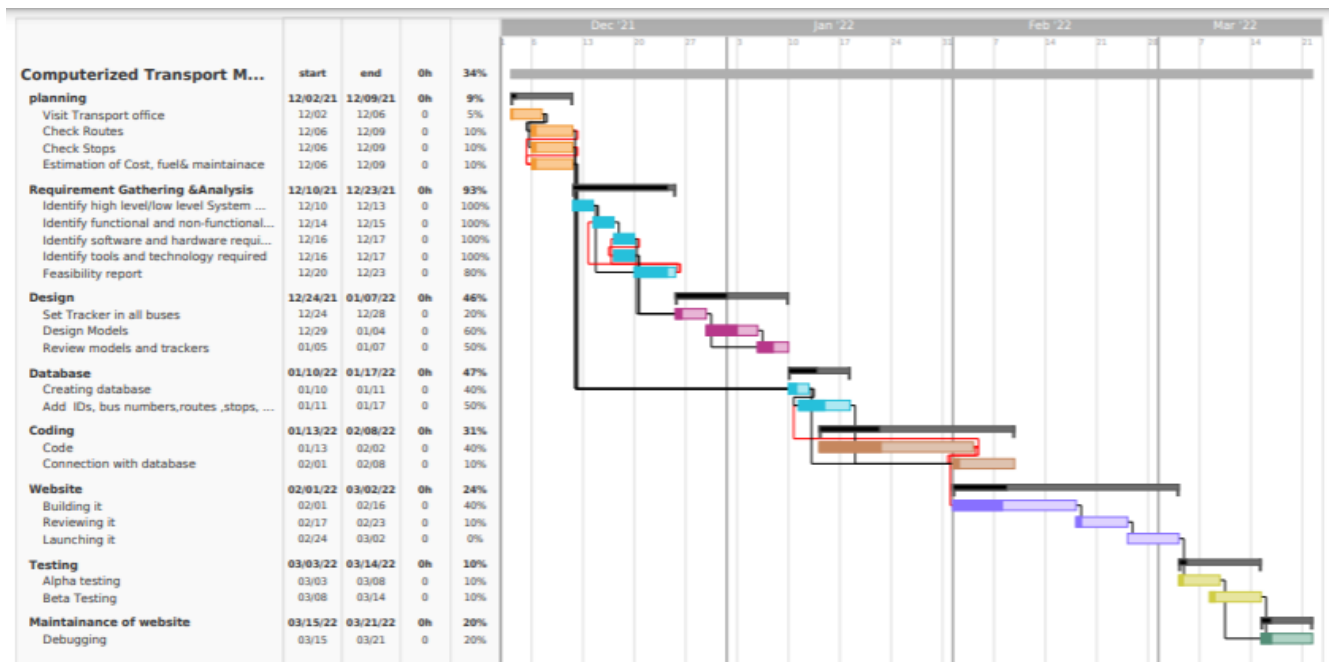 Dec '21 Jan '22 Feb '22 Mar '22
6 13 20 27 3 10 17 24 31 7 14 21 28 7 14 21
Computerized Transport M... start end 0h 34%
planning 12/02/21 12/09/21 0h 9%
Visit Transport office 12/02 12/06 0 5%
Check Routes 12/06 12/09 0 10%
Check Stops 12/06 12/09 0 10%
Estimation of Cost, fuel& maintainace 12/06 12/09 0 10%
Requirement Gathering &Analysis 12/10/21 12/23/21 0h 93%
Identify high level/low level System ... 12/10 12/13 0 100%
Identify functional and non-functional... 12/14 12/15 0 100%
Identify software and hardware requi... 12/16 12/17 0 100%
Identify tools and technology required 12/16 12/17 0 100%
Feasibility report 12/20 12/23 0 80%
Design 12/24/21 01/07/22 0h 46%
Set Tracker in all buses 12/24 12/28 0 20%
Design Models 12/29 01/04 0 60%
Review models and trackers 01/05 01/07 0 50%
Database 01/10/22 01/17/22 0h 47%
Creating database 01/10 01/11 0 40%
Add IDs, bus numbers,routes ,stops, ... 01/11 01/17 0 50%
Coding 01/13/22 02/08/22 0h 31%
Code 01/13 02/02 0 40%
Connection with database 02/01 02/08 0 10%
Website 02/01/22 03/02/22 0h 24%
Building it 02/01 02/16 0 40%
Reviewing it 02/17 02/23 0 10%
Launching it 02/24 03/02 0 0%
Testing 03/03/22 03/14/22 0h 10%
Alpha testing 03/03 03/08 0 10%
Beta Testing 03/08 03/14 0 10%
Maintainance of website 03/15/22 03/21/22 0h 20%
Debugging 03/15 03/21 0 20%